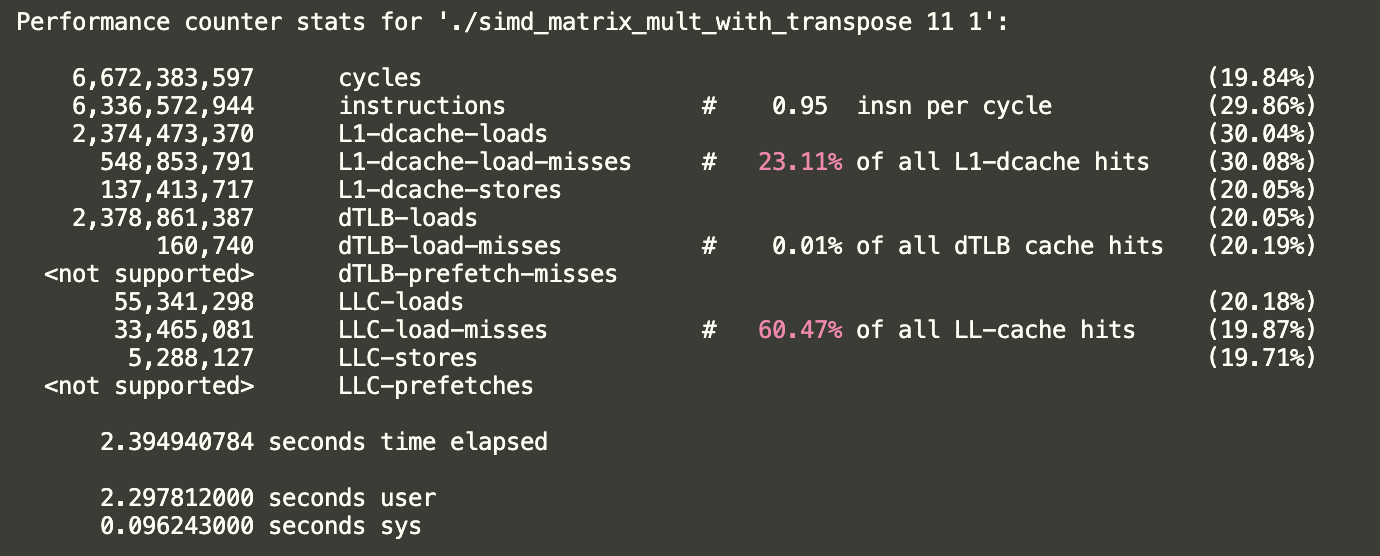 Performance counter stats for './simd_matrix_mult_with_transpose 11 1':
6,672,383,597 cycles (19.84%)
6,336,572,944 instructions # 0.95 insn per cycle (29.86%)
2,374,473,370 L1-dcache-loads (30.04%)
548,853,791 L1-dcache-load-misses # 23.11% of all L1-dcache hits (30.08%)
137,413,717 L1-dcache-stores (20.05%)
2,378,861,387 dTLB-loads (20.05%)
160,740 dTLB-load-misses # 0.01% of all dTLB cache hits (20.19%)
<not supported> dTLB-prefetch-misses
55,341,298 LLC-loads (20.18%)
33,465,081 LLC-load-misses # 60.47% of all LL-cache hits (19.87%)
5,288,127 LLC-stores (19.71%)
<not supported> LLC-prefetches
2.394940784 seconds time elapsed
2.297812000 seconds user
0.096243000 seconds sys